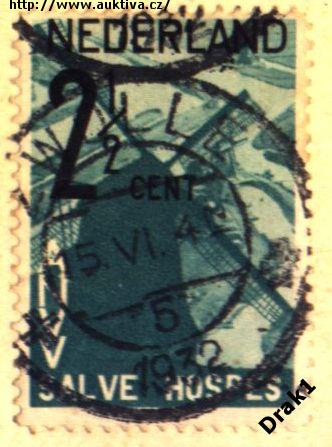 http://www.auktiva.cz/
NEDERLAND
2½
CENT
15.VI.4
5
1932
ANVV
SALVE HOSPES
Drak1